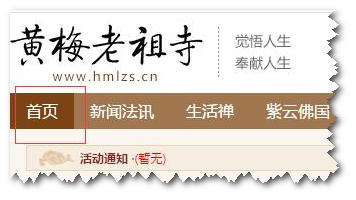 黄梅老祖寺
www.hmlzs.cn
觉悟人生
奉献人生
首页 新闻法讯 生活禅 紫云佛国
活动通知 ·(暂无)